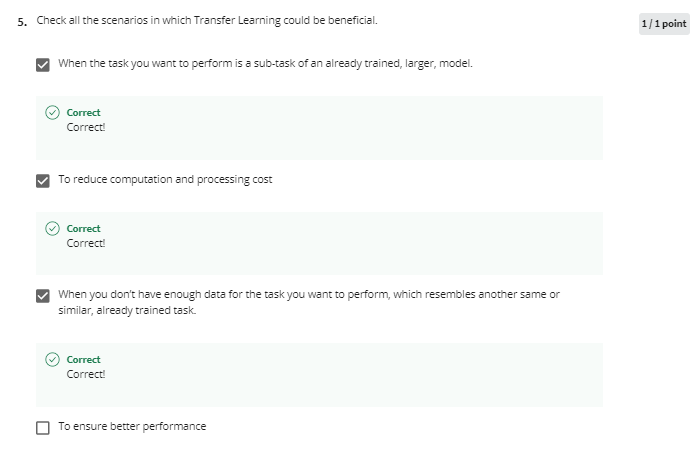 5. Check all the scenarios in which Transfer Learning could be beneficial.
1 / 1 point
When the task you want to perform is a sub-task of an already trained, larger, model.
Correct
Correct!
To reduce computation and processing cost
Correct
Correct!
When you don't have enough data for the task you want to perform, which resembles another same or
similar, already trained task.
Correct
Correct!
To ensure better performance